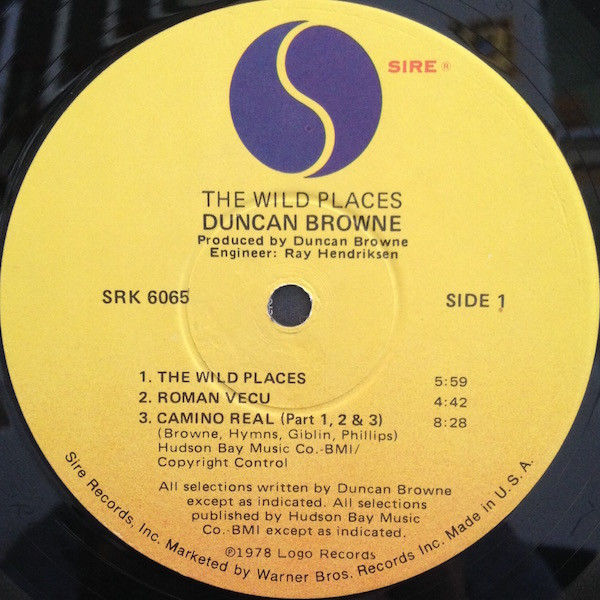 SIRE ®
THE WILD PLACES
DUNCAN BROWNE
Produced by Duncan Browne
Engineer: Ray Hendriksen
SRK 6065
SIDE 1
1. THE WILD PLACES 5:59
2. ROMAN VECU 4:42
3. CAMINO REAL (Part 1, 2 & 3) 8:28
(Browne, Hymns, Giblin, Phillips)
Hudson Bay Music Co.-BMI/
Copyright Control
All selections written by Duncan Browne
except as indicated. All selections
published by Hudson Bay Music
Co.-BMI except as indicated.
℗1978 Logo Records
Sire Records, Inc. Marketed by Warner Bros. Records Inc. Made in U.S.A.